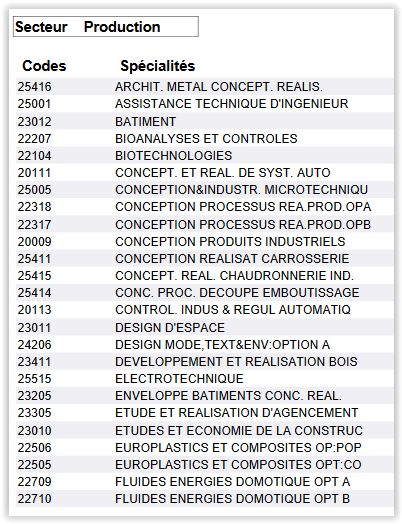 Secteur Production
Codes Spécialités
25416 ARCHIT. METAL CONCEPT. REALIS.
25001 ASSISTANCE TECHNIQUE D'INGENIEUR
23012 BATIMENT
22207 BIOANALYSES ET CONTROLES
22104 BIOTECHNOLOGIES
20111 CONCEPT. ET REAL. DE SYST. AUTO
25005 CONCEPTION&INDUSTR. MICROTECHNIQU
22318 CONCEPTION PROCESSUS REA.PROD.OPA
22317 CONCEPTION PROCESSUS REA.PROD.OPB
20009 CONCEPTION PRODUITS INDUSTRIELS
25411 CONCEPTION REALISAT CARROSSERIE
25415 CONCEPT. REAL. CHAUDRONNERIE IND.
25414 CONC. PROC. DECOUPE EMBOUTISSAGE
20113 CONTROL. INDUS & REGUL AUTOMATIQ
23011 DESIGN D'ESPACE
24206 DESIGN MODE,TEXT&ENV:OPTION A
23411 DEVELOPPEMENT ET REALISATION BOIS
25515 ELECTROTECHNIQUE
23205 ENVELOPPE BATIMENTS CONC. REAL.
23305 ETUDE ET REALISATION D'AGENCEMENT
23010 ETUDES ET ECONOMIE DE LA CONSTRUC
22506 EUROPLASTICS ET COMPOSITES OP:POP
22505 EUROPLASTICS ET COMPOSITES OPT:CO
22709 FLUIDES ENERGIES DOMOTIQUE OPT A
22710 FLUIDES ENERGIES DOMOTIQUE OPT B